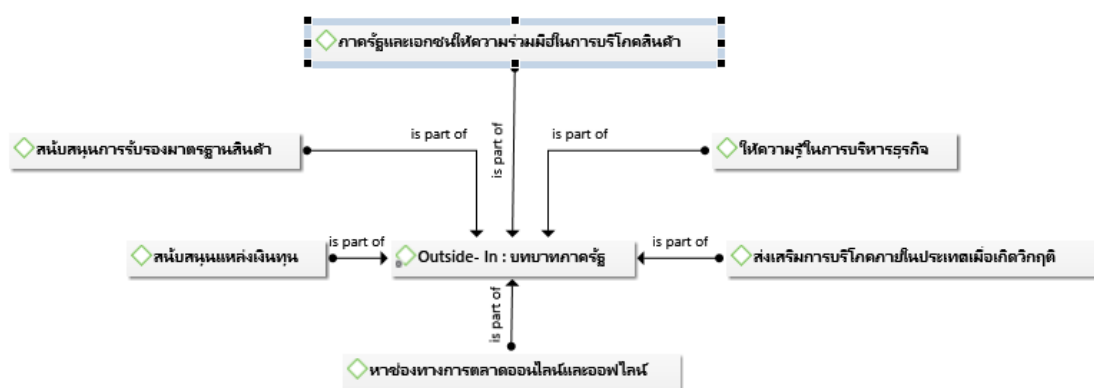 ภาครัฐและเอกชนให้ความร่วมมือในการบริโภคสินค้า
is part of
is part of
is part of
สนับสนุนการรับรองมาตรฐานสินค้า
ให้ความรู้ในการบริหารธุรกิจ
is part of
is part of
สนับสนุนแหล่งเงินทุน
Outside- In : บทบาทภาครัฐ
ส่งเสริมการบริโภคภายในประเทศเมื่อเกิดวิกฤติ
is part of
หาช่องทางการตลาดออนไลน์และออฟไลน์